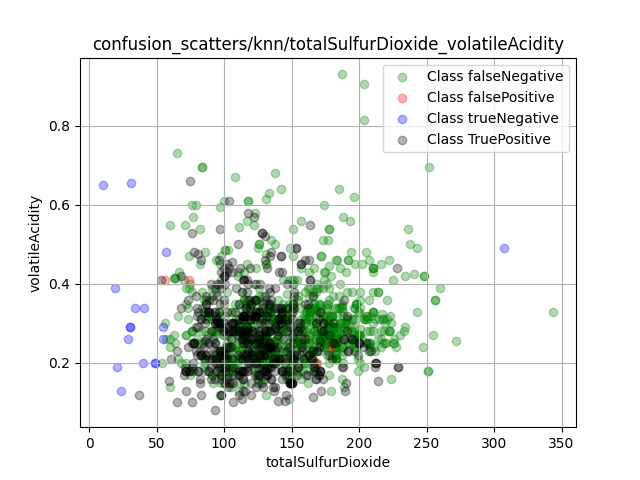 confusion_scatters/knn/totalSulfurDioxide_volatileAcidity
Class falseNegative
Class falsePositive
Class trueNegative
Class TruePositive
volatileAcidity
0.8
0.6
0.4
0.2
0 50 100 150 200 250 300 350
totalSulfurDioxide